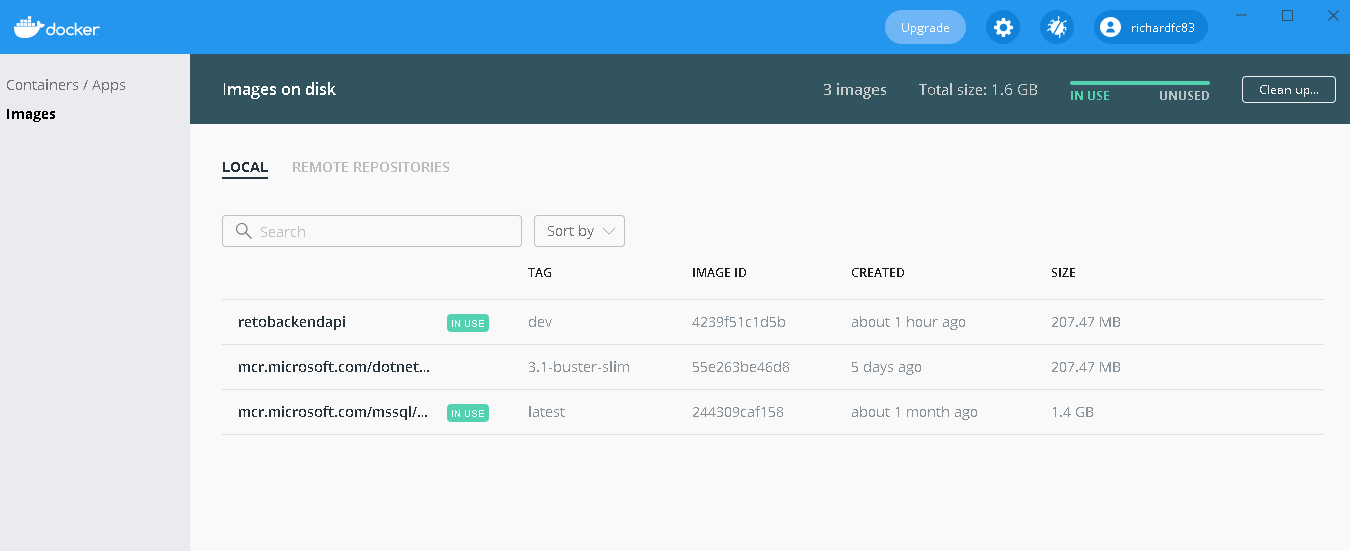 docker Upgrade richardfc83
Containers / Apps
Images
Images on disk 3 images Total size: 1.6 GB IN USE UNUSED Clean up...
LOCAL REMOTE REPOSITORIES
Search Sort by
TAG IMAGE ID CREATED SIZE
retobackendapi IN USE dev 4239f51c1d5b about 1 hour ago 207.47 MB
mcr.microsoft.com/dotnet... 3.1-buster-slim 55e263be46d8 5 days ago 207.47 MB
mcr.microsoft.com/mssql/... IN USE latest 244309caf158 about 1 month ago 1.4 GB